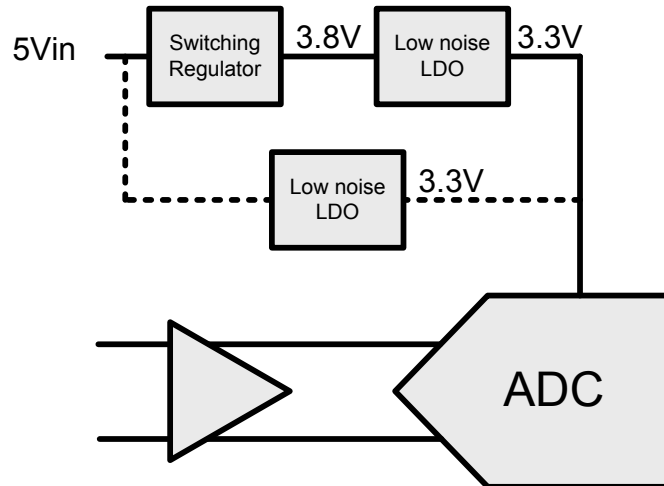 5Vin
Switching
Regulator
3.8V
Low noise
LDO
3.3V
Low noise
LDO
3.3V
ADC